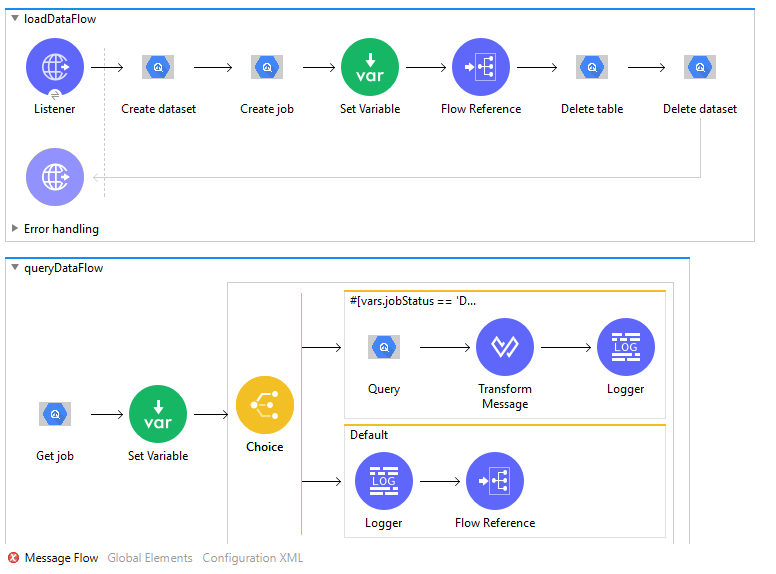 loadDataFlow
Listener
Create dataset
Create job
var
Set Variable
Flow Reference
Delete table
Delete dataset
Error handling
queryDataFlow
#[vars.jobStatus == 'D...
Query
Transform
Message
LOG
Logger
Get job
var
Set Variable
Choice
Default
LOG
Logger
Flow Reference
Message Flow Global Elements Configuration XML